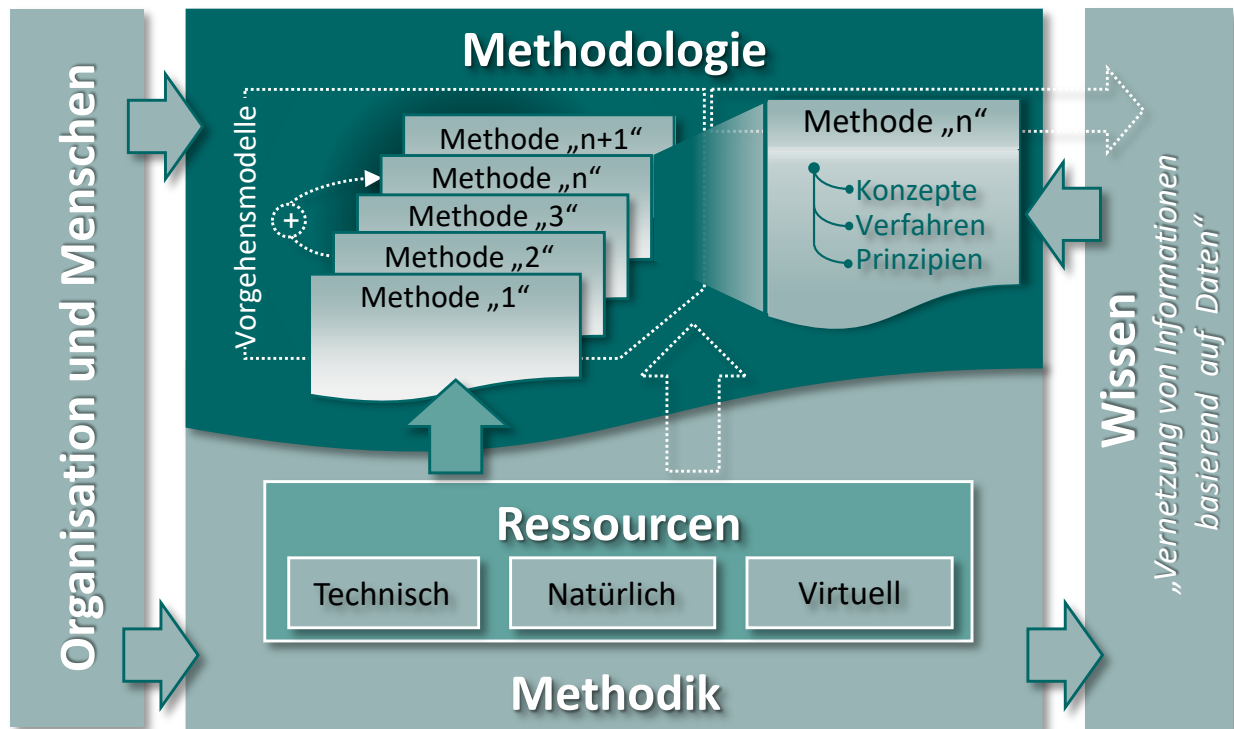 Organisation und Menschen
Methodologie
Vorgehensmodelle
Methode „n+1“
Methode „n“
+
Methode „3“
Methode „2“
Methode „1“
Methode „n“
Konzepte
Verfahren
Prinzipien
Ressourcen
Technisch
Natürlich
Virtuell
Methodik
Wissen
„Vernetzung von Informationen
basierend auf Daten“